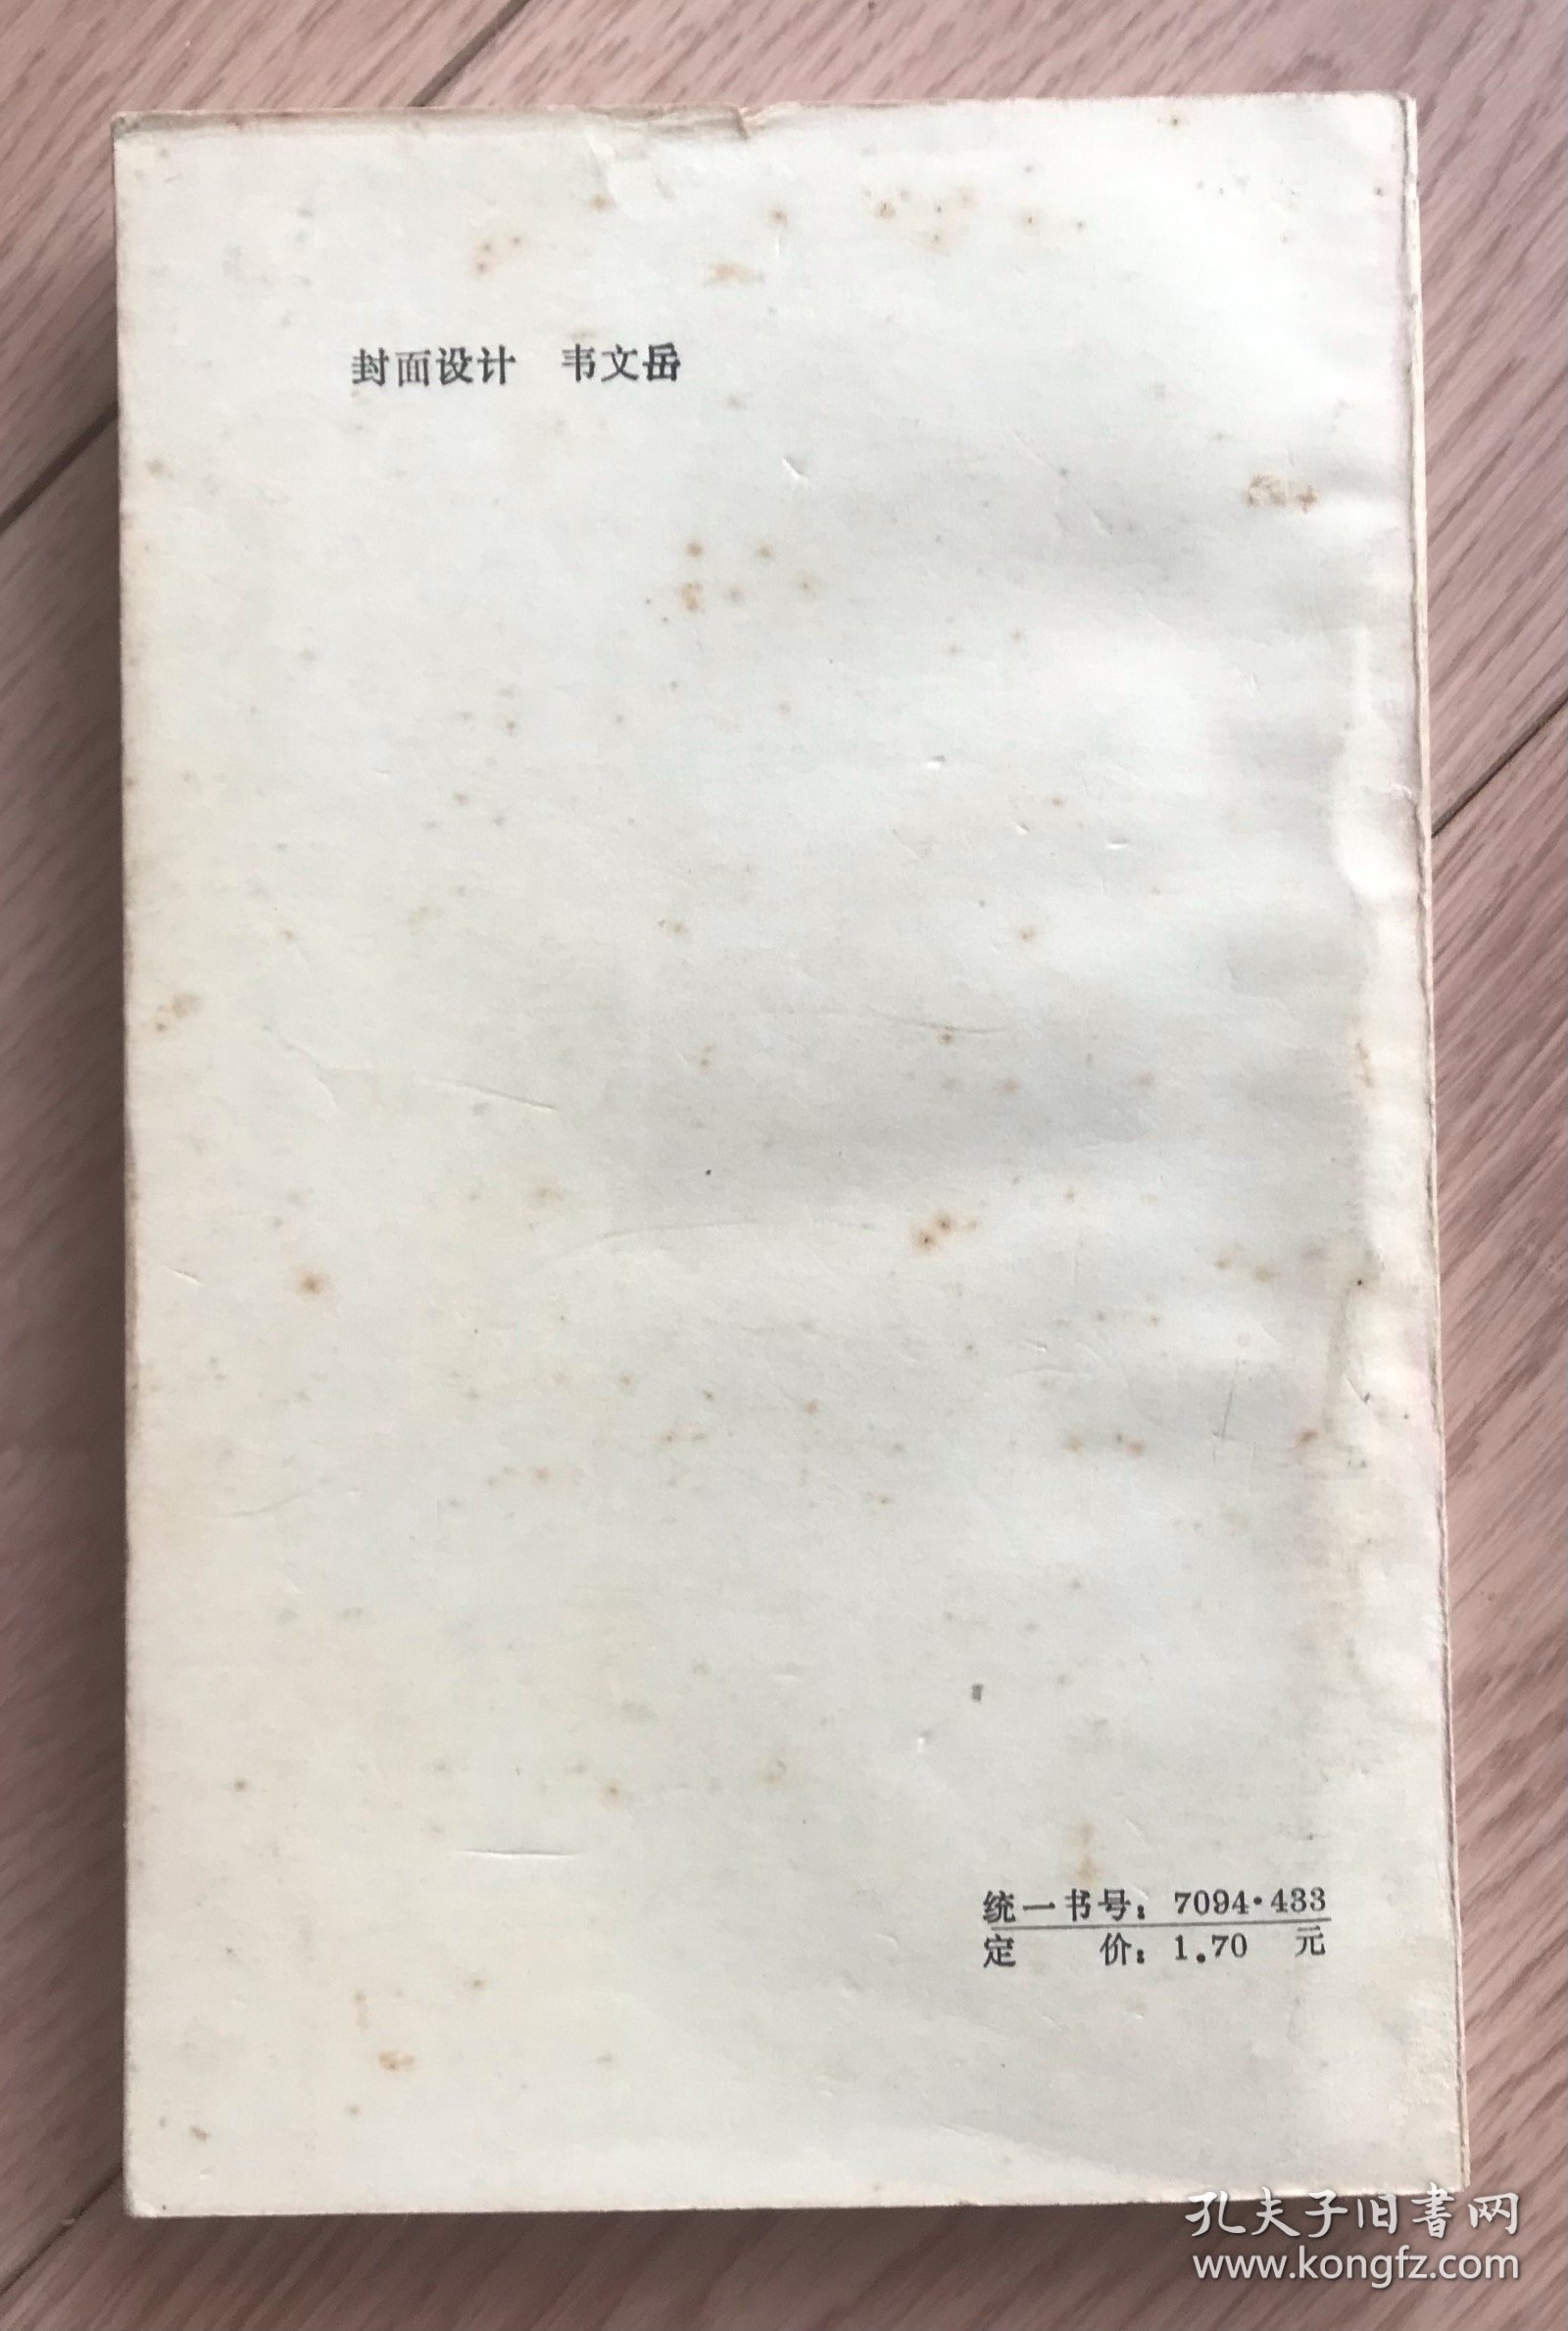 封面设计 韦文岳
统一书号：7094·433
定 价：1.70 元
孔夫子旧書网
www.kongfz.com